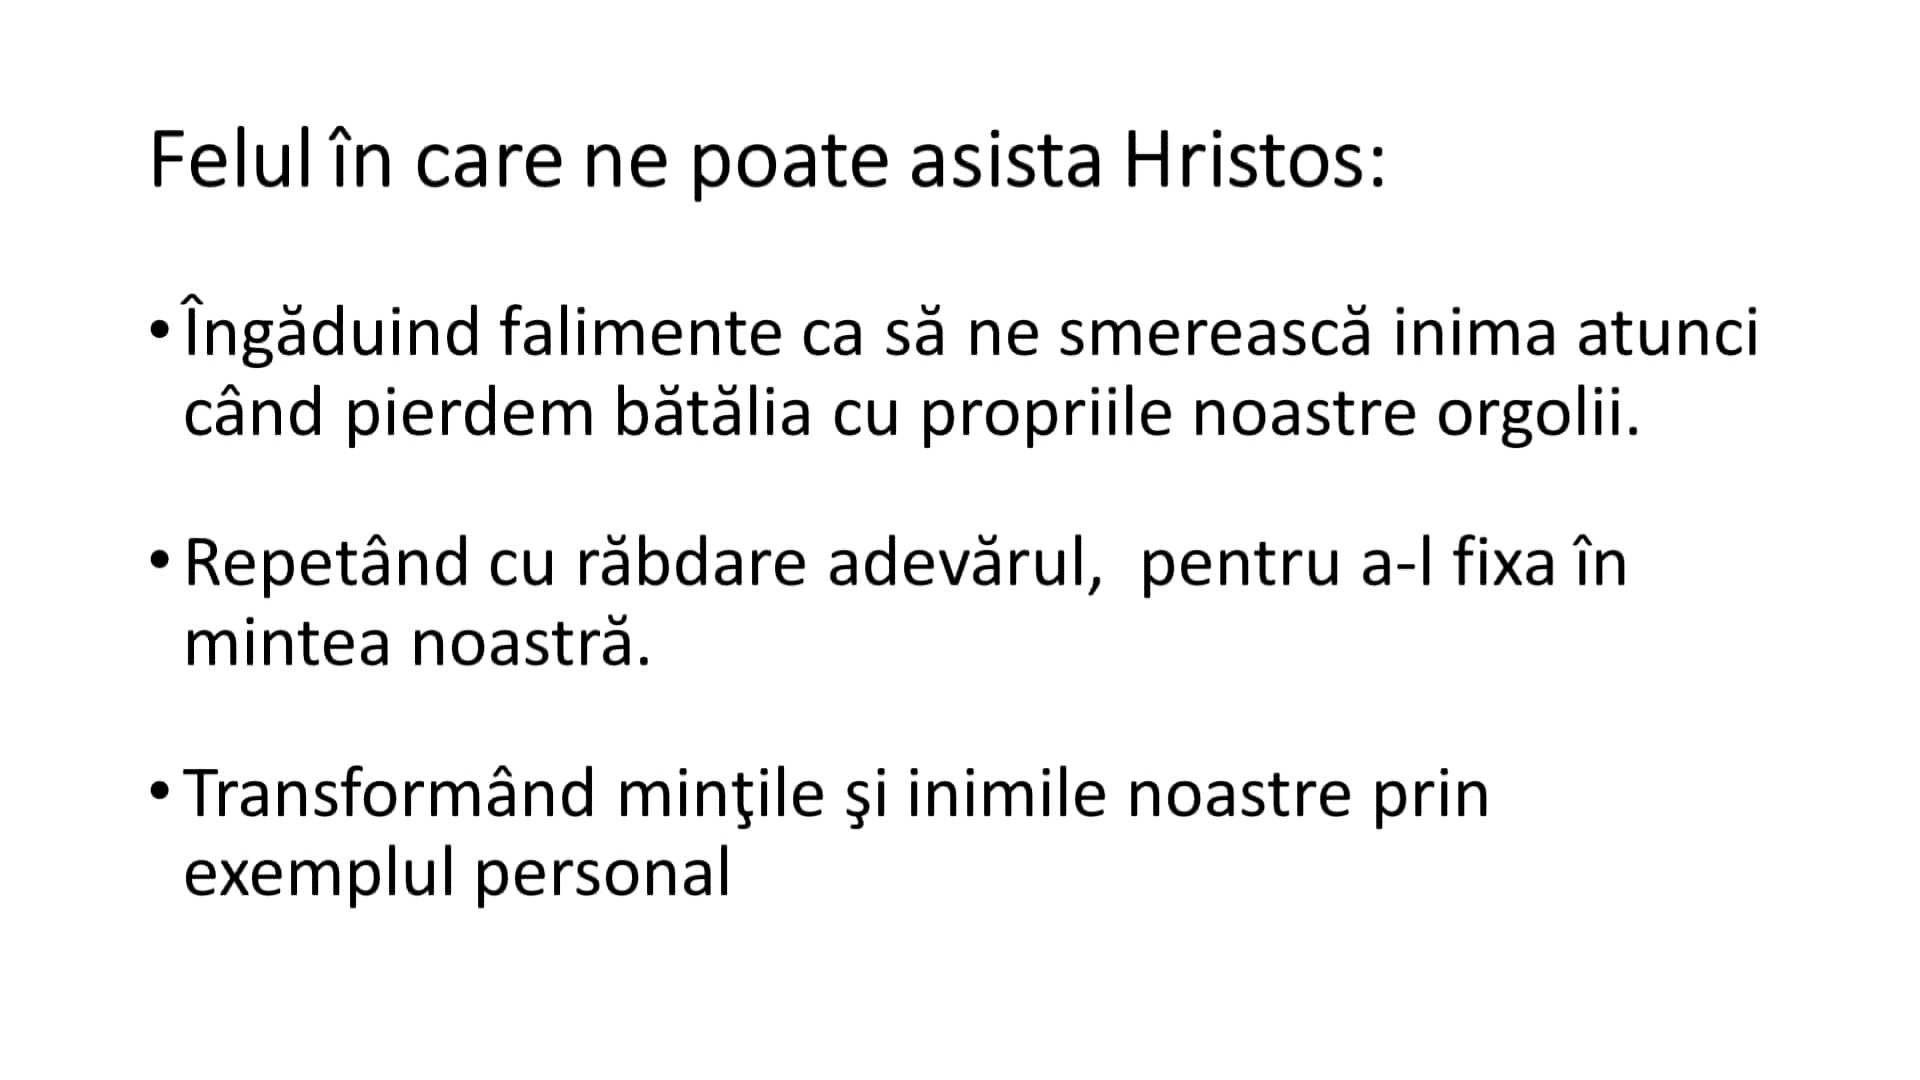 Felul în care ne poate asista Hristos:
• Îngăduind falimente ca să ne smerească inima atunci
când pierdem bătălia cu propriile noastre orgolii.
• Repetând cu răbdare adevărul,  pentru a-l fixa în
mintea noastră.
• Transformând minţile şi inimile noastre prin
exemplul personal